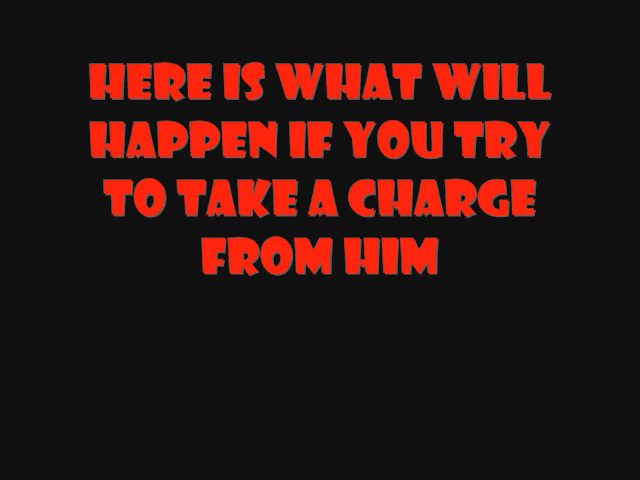 HERE IS WHAT WILL
HAPPEN IF YOU TRY
TO TAKE A CHARGE
FROM HIM